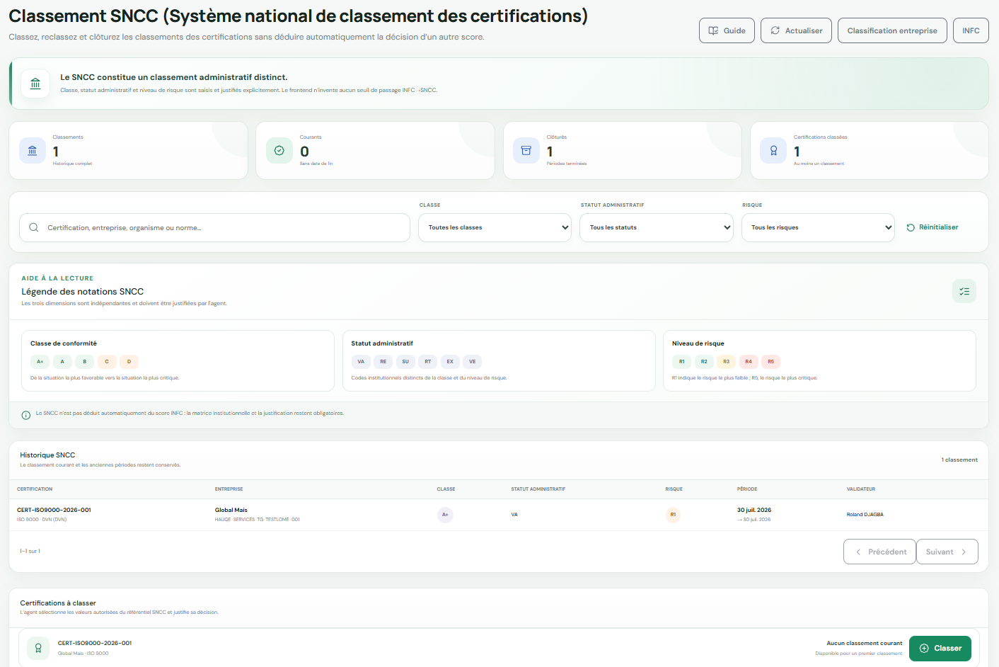 Classement SNCC (Système national de classement des certifications)
Classez, reclassez et clôturez les classements des certifications sans déduire automatiquement la décision d'un autre score.
Guide
Actualiser
Classification entreprise
INFC
Le SNCC constitue un classement administratif distinct.
Classe, statut administratif et niveau de risque sont saisis et justifiés explicitement. Le frontend n'invente aucun seuil de passage INFC→SNCC.
Classements
1
Historique complet
Courants
0
Sans date de fin
Clôturés
1
Périodes terminées
Certifications classées
1
Au moins un classement
CLASSE
STATUT ADMINISTRATIF
RISQUE
Certification, entreprise, organisme ou norme...
Toutes les classes
Tous les statuts
Tous les risques
Réinitialiser
AIDE À LA LECTURE
Légende des notations SNCC
Les trois dimensions sont indépendantes et doivent être justifiées par l'agent.
Classe de conformité
A+ A B C D
De la situation la plus favorable vers la situation la plus critique.
Statut administratif
VA RE SU RT EX VE
Codes institutionnels distincts de la classe et du niveau de risque.
Niveau de risque
R1 R2 R3 R4 R5
R1 indique le risque le plus faible ; R5, le risque le plus critique.
Le SNCC n'est pas déduit automatiquement du score INFC : la matrice institutionnelle et la justification restent obligatoires.
Historique SNCC
Le classement courant et les anciennes périodes restent conservés.
1 classement
CERTIFICATION ENTREPRISE CLASSE STATUT ADMINISTRATIF RISQUE PÉRIODE VALIDATEUR
CERT-ISO9000-2026-001 Global Mais A+ VA R1 30 juil. 2026 Roland DJAGBA
ISO 9000 · DVN (DVN) HAUQE-SERVICES-TG-TESTLOME-001 → 30 juil. 2026
1–1 sur 1
Précédent
Suivant
Certifications à classer
L'agent sélectionne les valeurs autorisées du référentiel SNCC et justifie sa décision.
CERT-ISO9000-2026-001
Global Mais · ISO 9000
Aucun classement courant
Disponible pour un premier classement
Classer